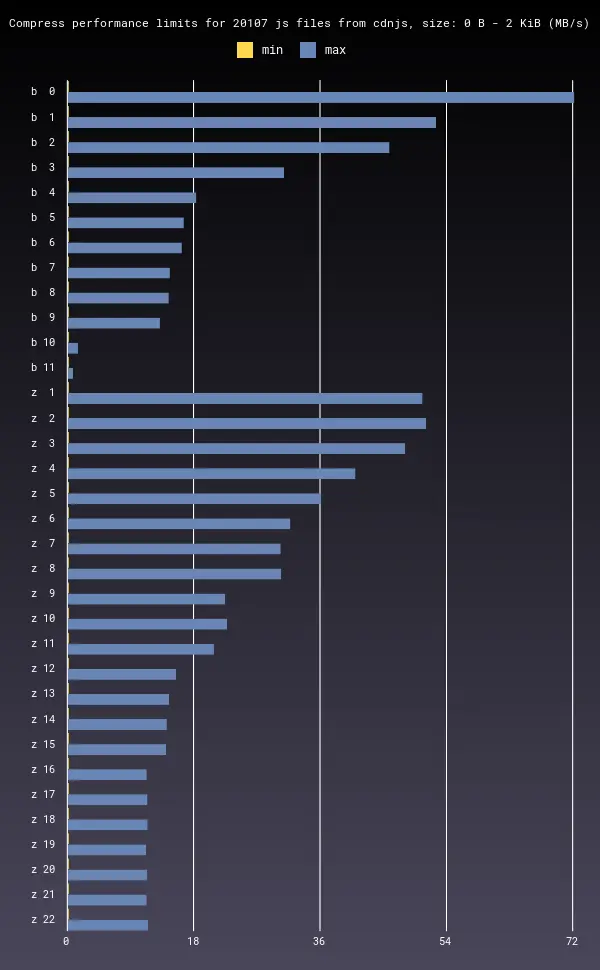 Compress performance limits for 20107 js files from cdnjs, size: 0 B - 2 KiB (MB/s)
min max
b 0
b 1
b 2
b 3
b 4
b 5
b 6
b 7
b 8
b 9
b 10
b 11
z 1
z 2
z 3
z 4
z 5
z 6
z 7
z 8
z 9
z 10
z 11
z 12
z 13
z 14
z 15
z 16
z 17
z 18
z 19
z 20
z 21
z 22
0 18 36 54 72